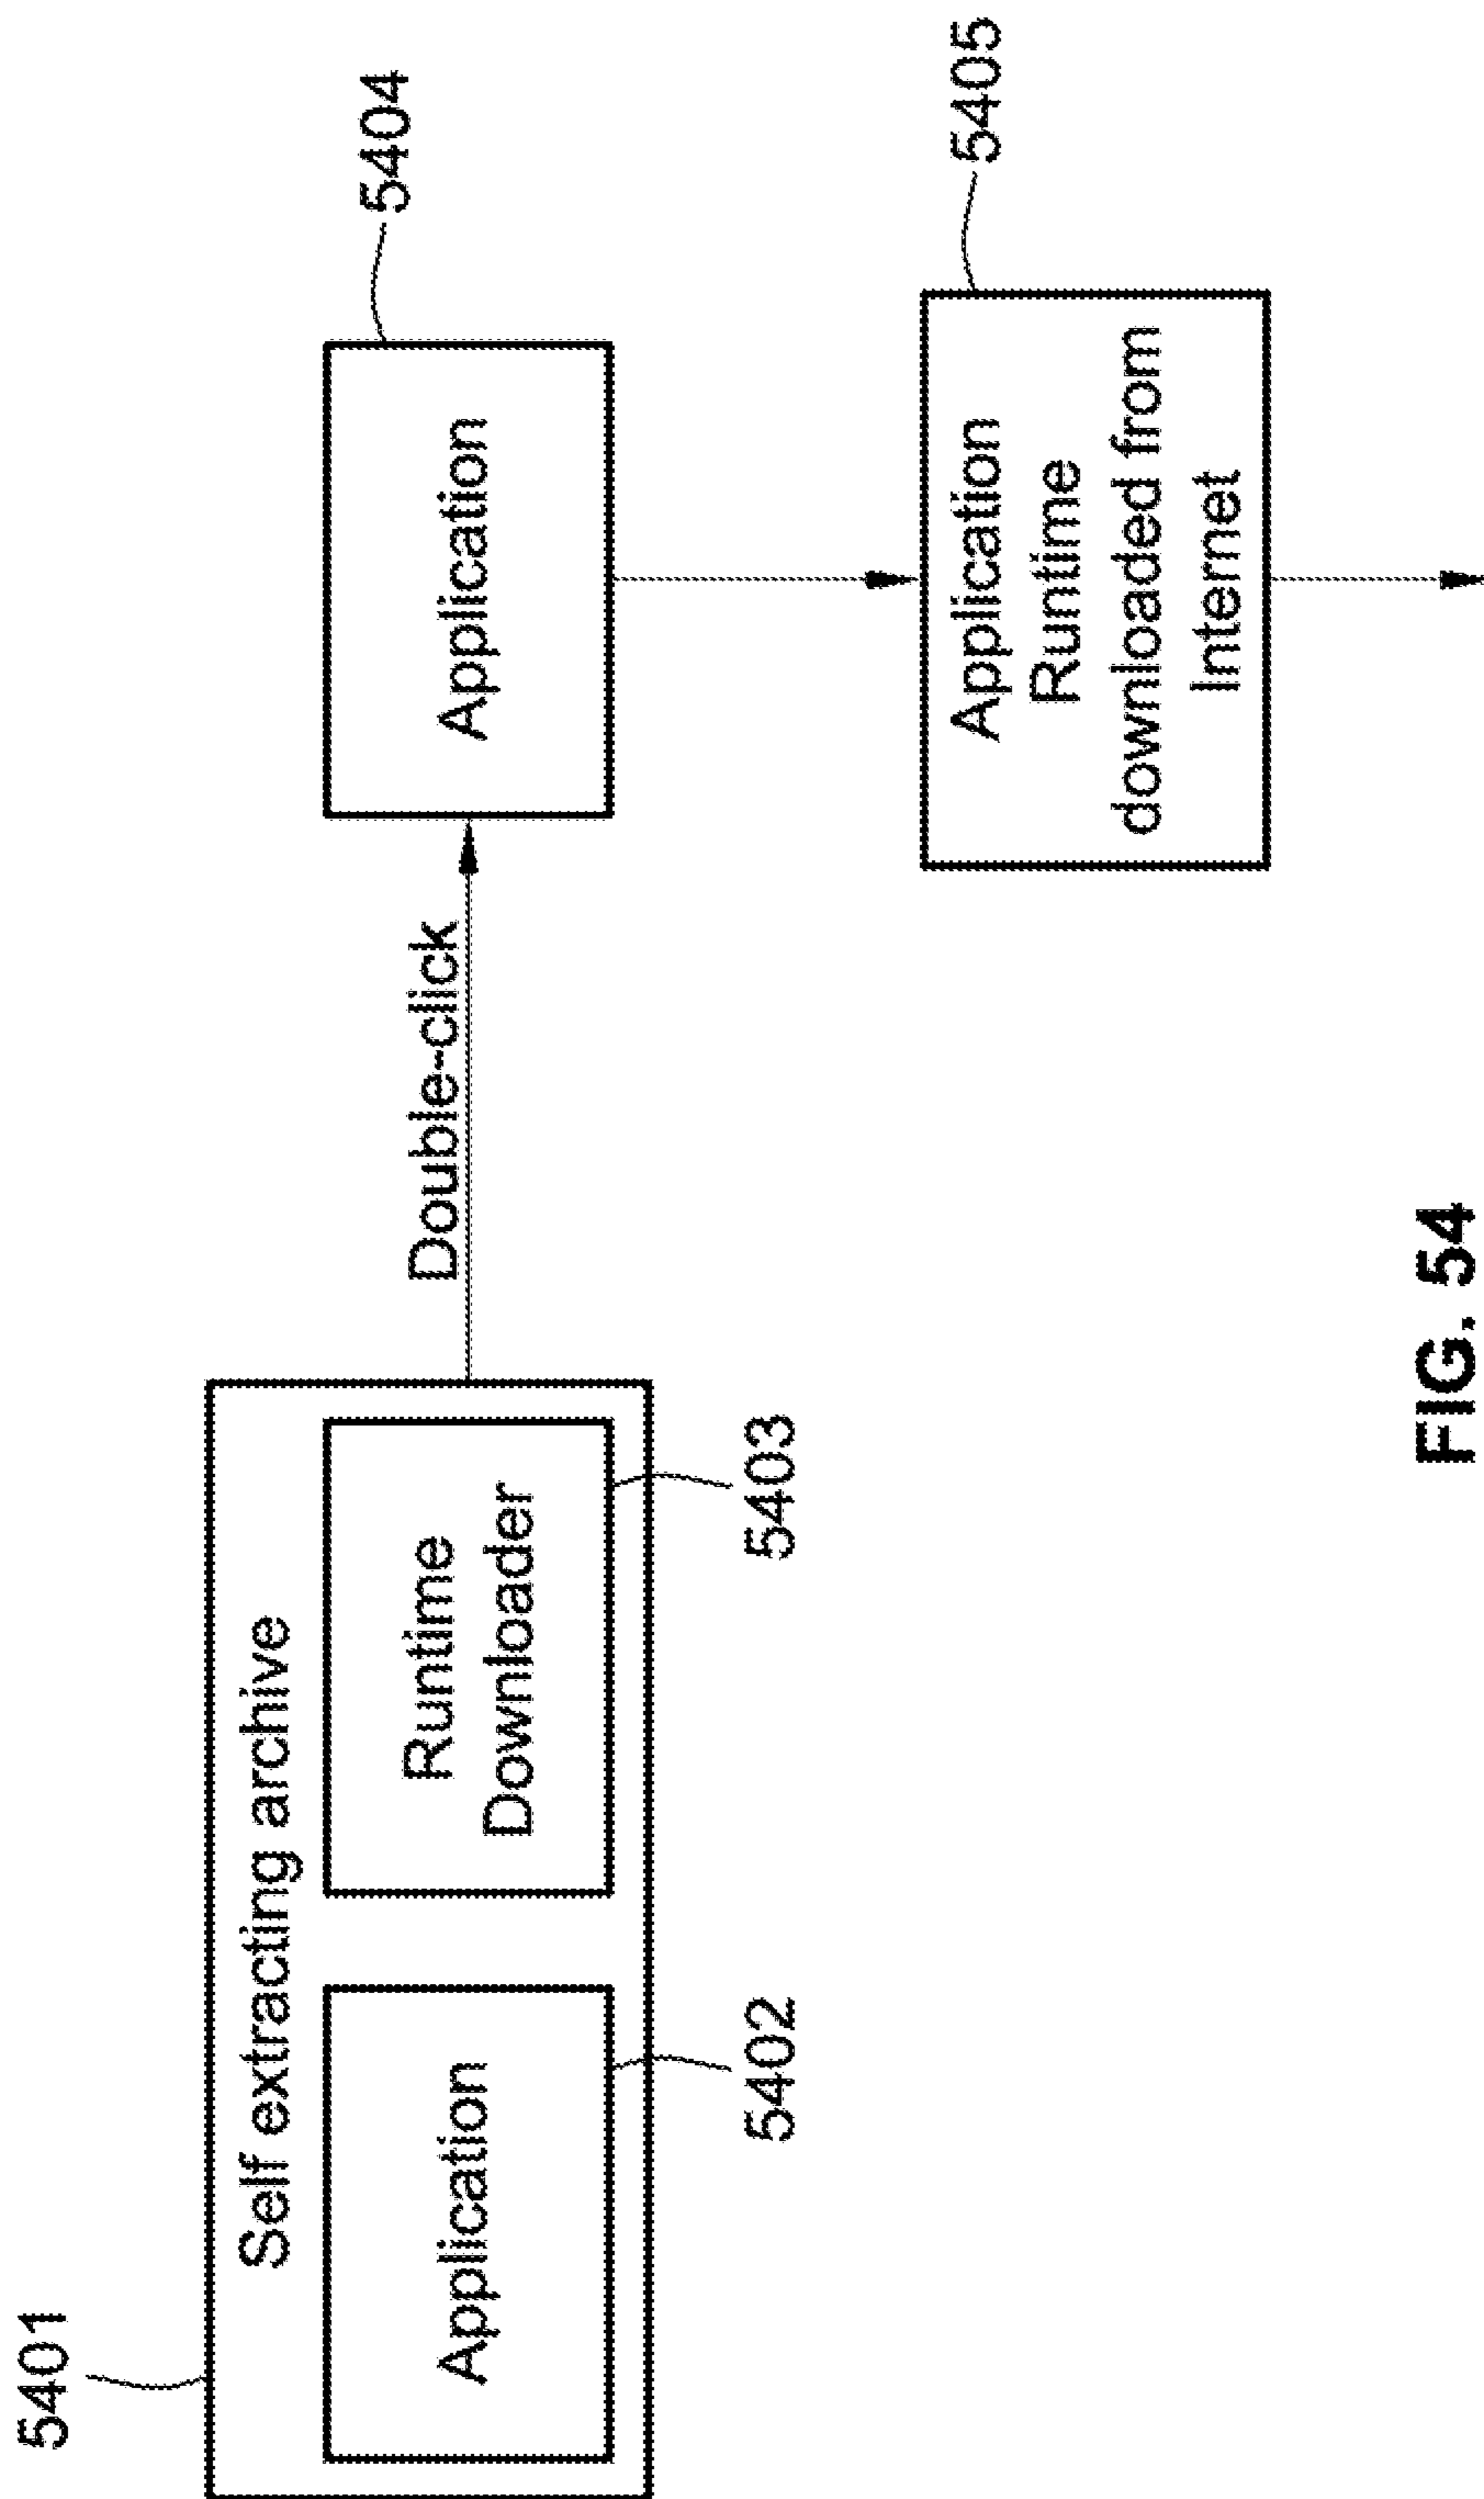 5401
Self extracting archive
Application
5402
Runtime
Downloader
5403
Double-click
Application
5404
Application
Runtime
downloaded from
Internet
5405
FIG. 54